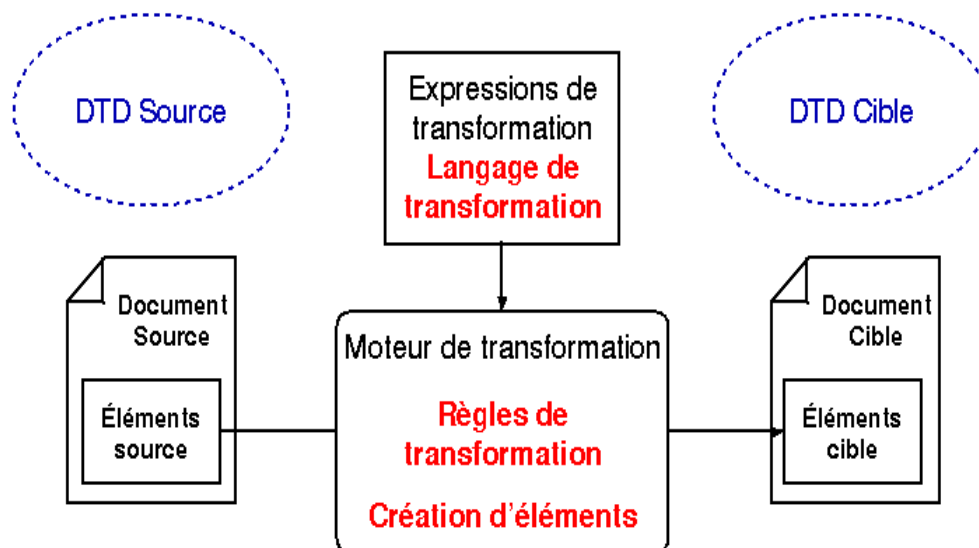 DTD Source
Expressions de
transformation
Langage de
transformation
DTD Cible
Document
Source
Éléments
source
Moteur de transformation
Règles de
transformation
Création d'éléments
Document
Cible
Éléments
cible